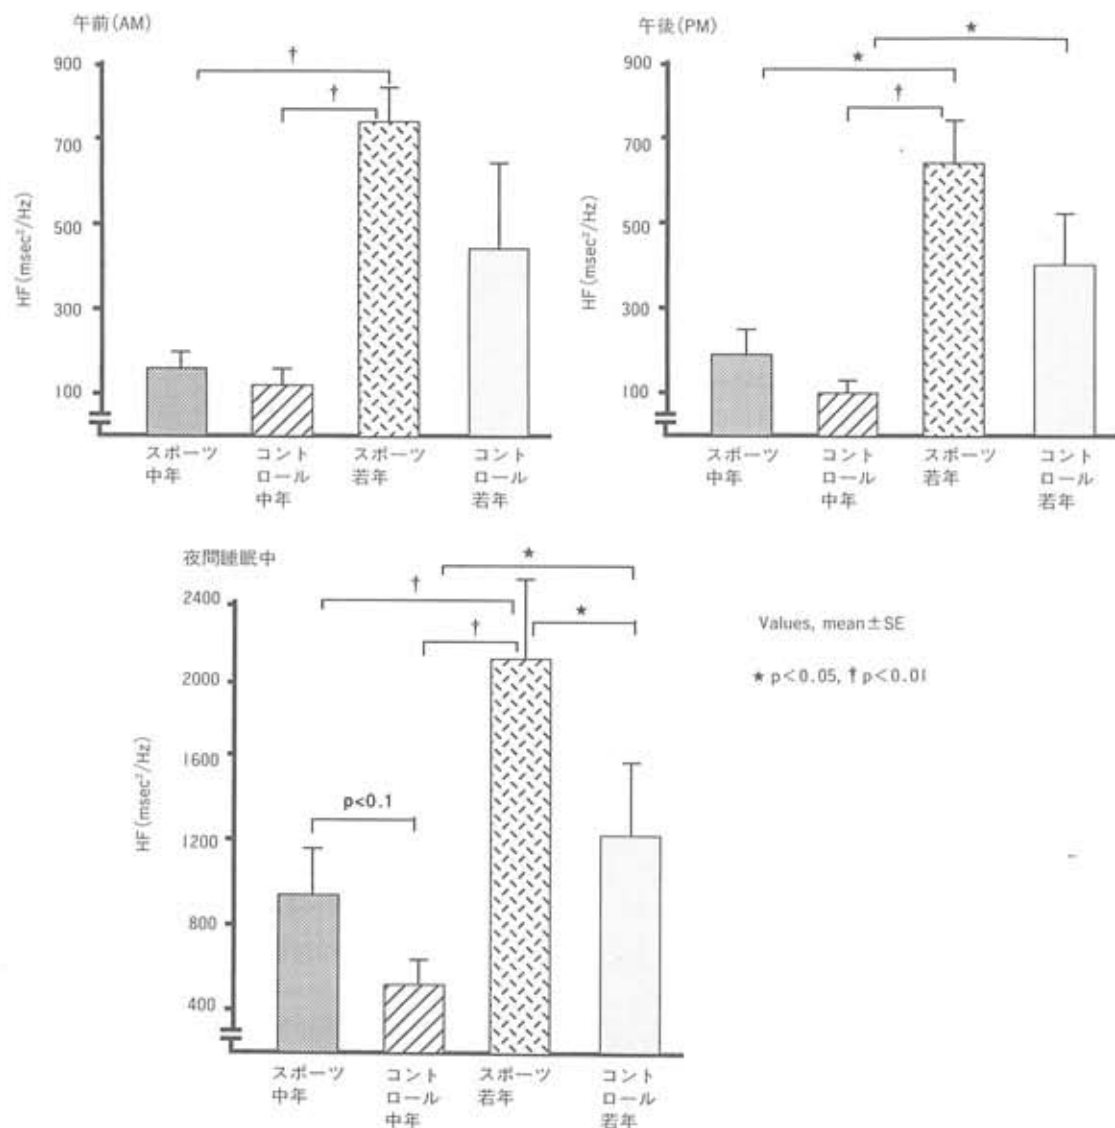 午前(AM)
†
†
900
700
500
300
100
HF(msec²/Hz)
スポーツ
中年
コント
ロール
中年
スポーツ
若年
コント
ロール
若年
午後(PM)
★
★
†
900
700
500
300
100
HF(msec²/Hz)
スポーツ
中年
コント
ロール
中年
スポーツ
若年
コント
ロール
若年
夜間睡眠中
★
†
†
★
p<0.1
2400
2000
1600
1200
800
400
HF(msec²/Hz)
スポーツ
中年
コント
ロール
中年
スポーツ
若年
コント
ロール
若年
Values, mean±SE
★ p<0.05, † p<0.01